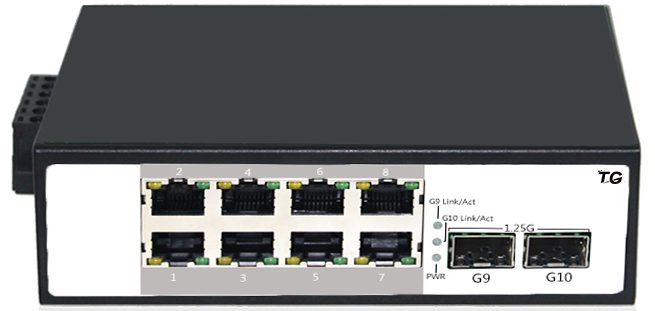 2 4 6 8
TG
G9 Link/Act
G10 Link/Act
1.25G
1 3 5 7
PWR
G9 G10